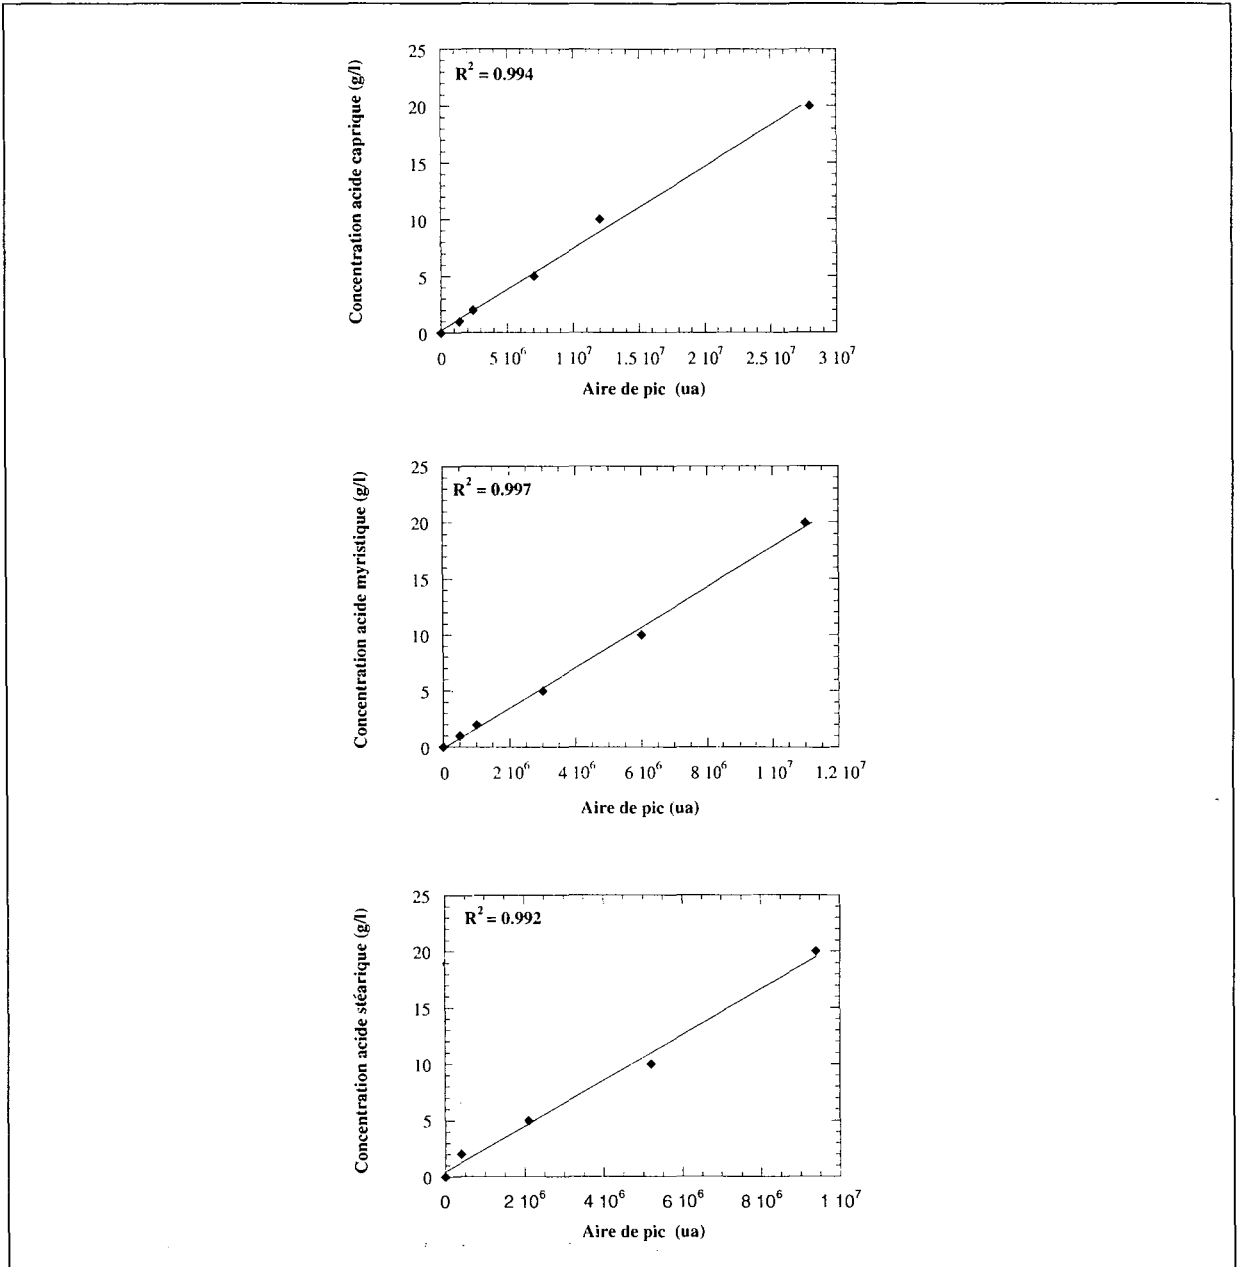 R² = 0.994
Concentration acide caprique (g/l)
25
20
15
10
5
0
0 5 10⁶ 1 10⁷ 1.5 10⁷ 2 10⁷ 2.5 10⁷ 3 10⁷
Aire de pic (ua)
R² = 0.997
Concentration acide myristique (g/l)
25
20
15
10
5
0
0 2 10⁶ 4 10⁶ 6 10⁶ 8 10⁶ 1 10⁷ 1.2 10⁷
Aire de pic (ua)
R² = 0.992
Concentration acide stéarique (g/l)
25
20
15
10
5
0
0 2 10⁶ 4 10⁶ 6 10⁶ 8 10⁶ 1 10⁷
Aire de pic (ua)